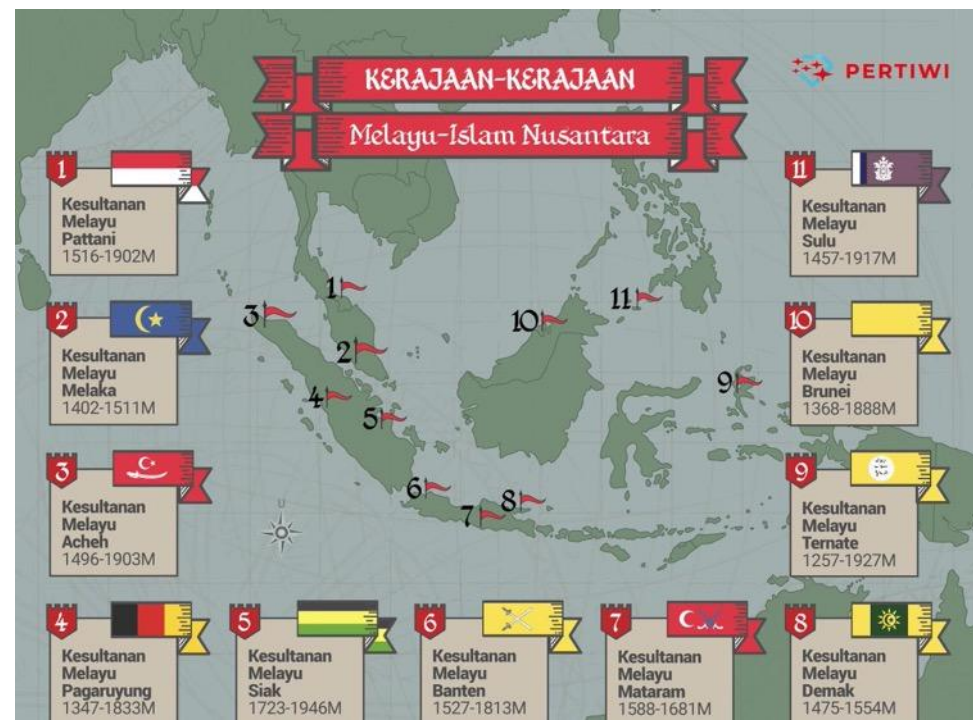 KERAJAAN-KERAJAAN
Melayu-Islam Nusantara
PERTIWI
1
Kesultanan
Melayu
Pattani
1516-1902M
2
Kesultanan
Melayu
Melaka
1402-1511M
3
Kesultanan
Melayu
Acheh
1496-1903M
4
Kesultanan
Melayu
Pagaruyung
1347-1833M
5
Kesultanan
Melayu
Siak
1723-1946M
6
Kesultanan
Melayu
Banten
1527-1813M
7
Kesultanan
Melayu
Mataram
1588-1681M
8
Kesultanan
Melayu
Demak
1475-1554M
9
Kesultanan
Melayu
Ternate
1257-1927M
10
Kesultanan
Melayu
Brunei
1368-1888M
11
Kesultanan
Melayu
Sulu
1457-1917M
1
2
3
4
5
6
7
8
9
10
11